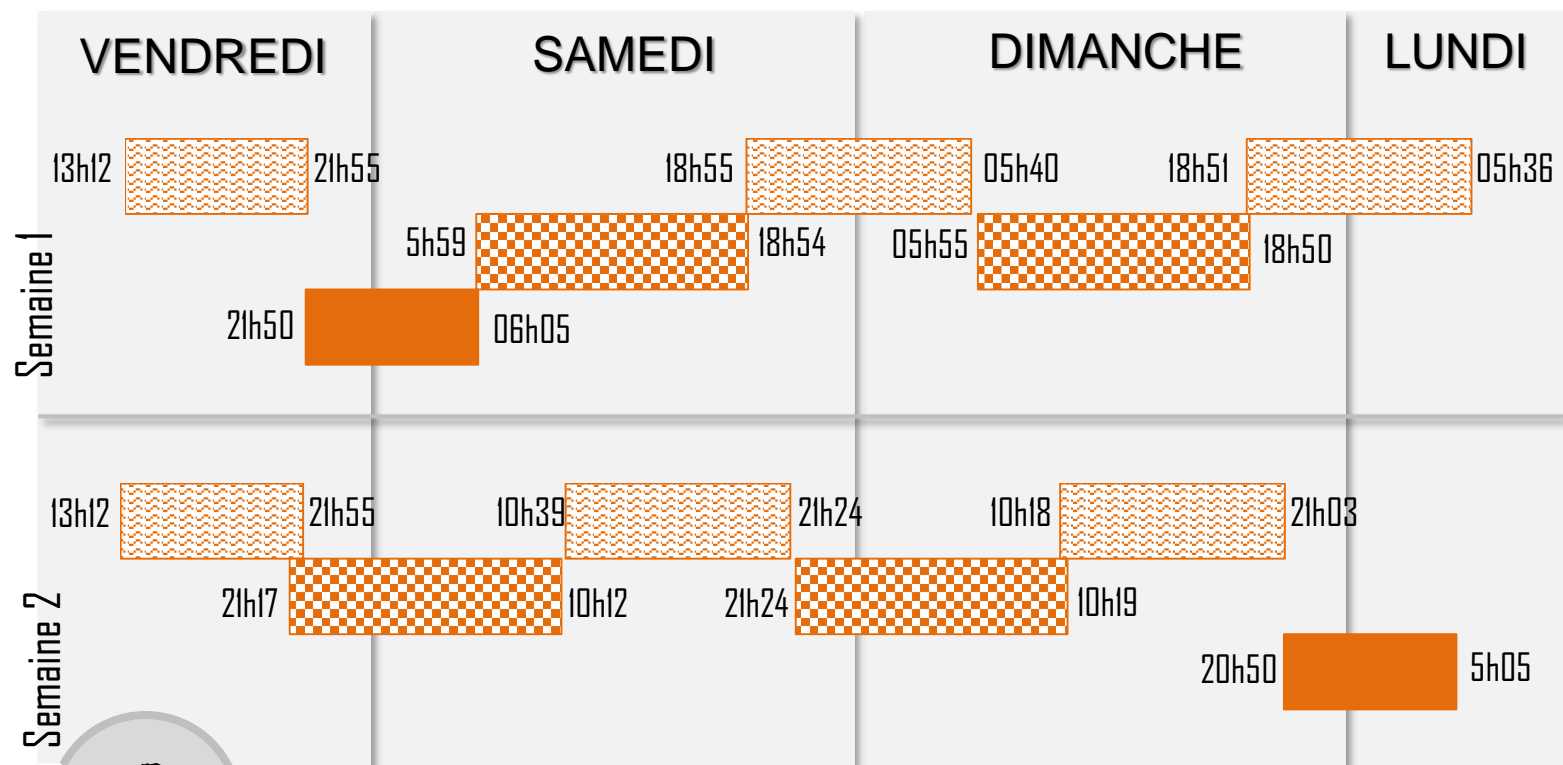 VENDREDI SAMEDI DIMANCHE LUNDI
Semaine 1
13h12 21h55 18h55 05h40 18h51 05h36
5h59 18h54 05h55 18h50
21h50 06h05
Semaine 2
13h12 21h55 10h39 21h24 10h18 21h03
21h17 10h12 21h24 10h19
20h50 5h05